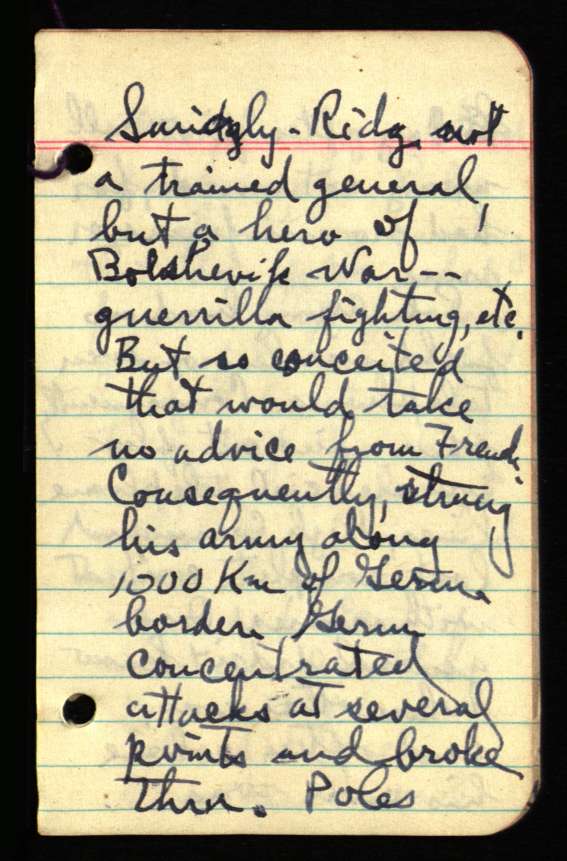 Smidgly-Ridz not
a trained general,
but a hero of
Bolshevik War--
guerrilla fighting, etc.
But so conceited
that would take
no advice from French.
Consequently, strung
his army along
1000 Km of Germ.
border. Germ
concentrated
attacks at several
points and broke
thru. Poles